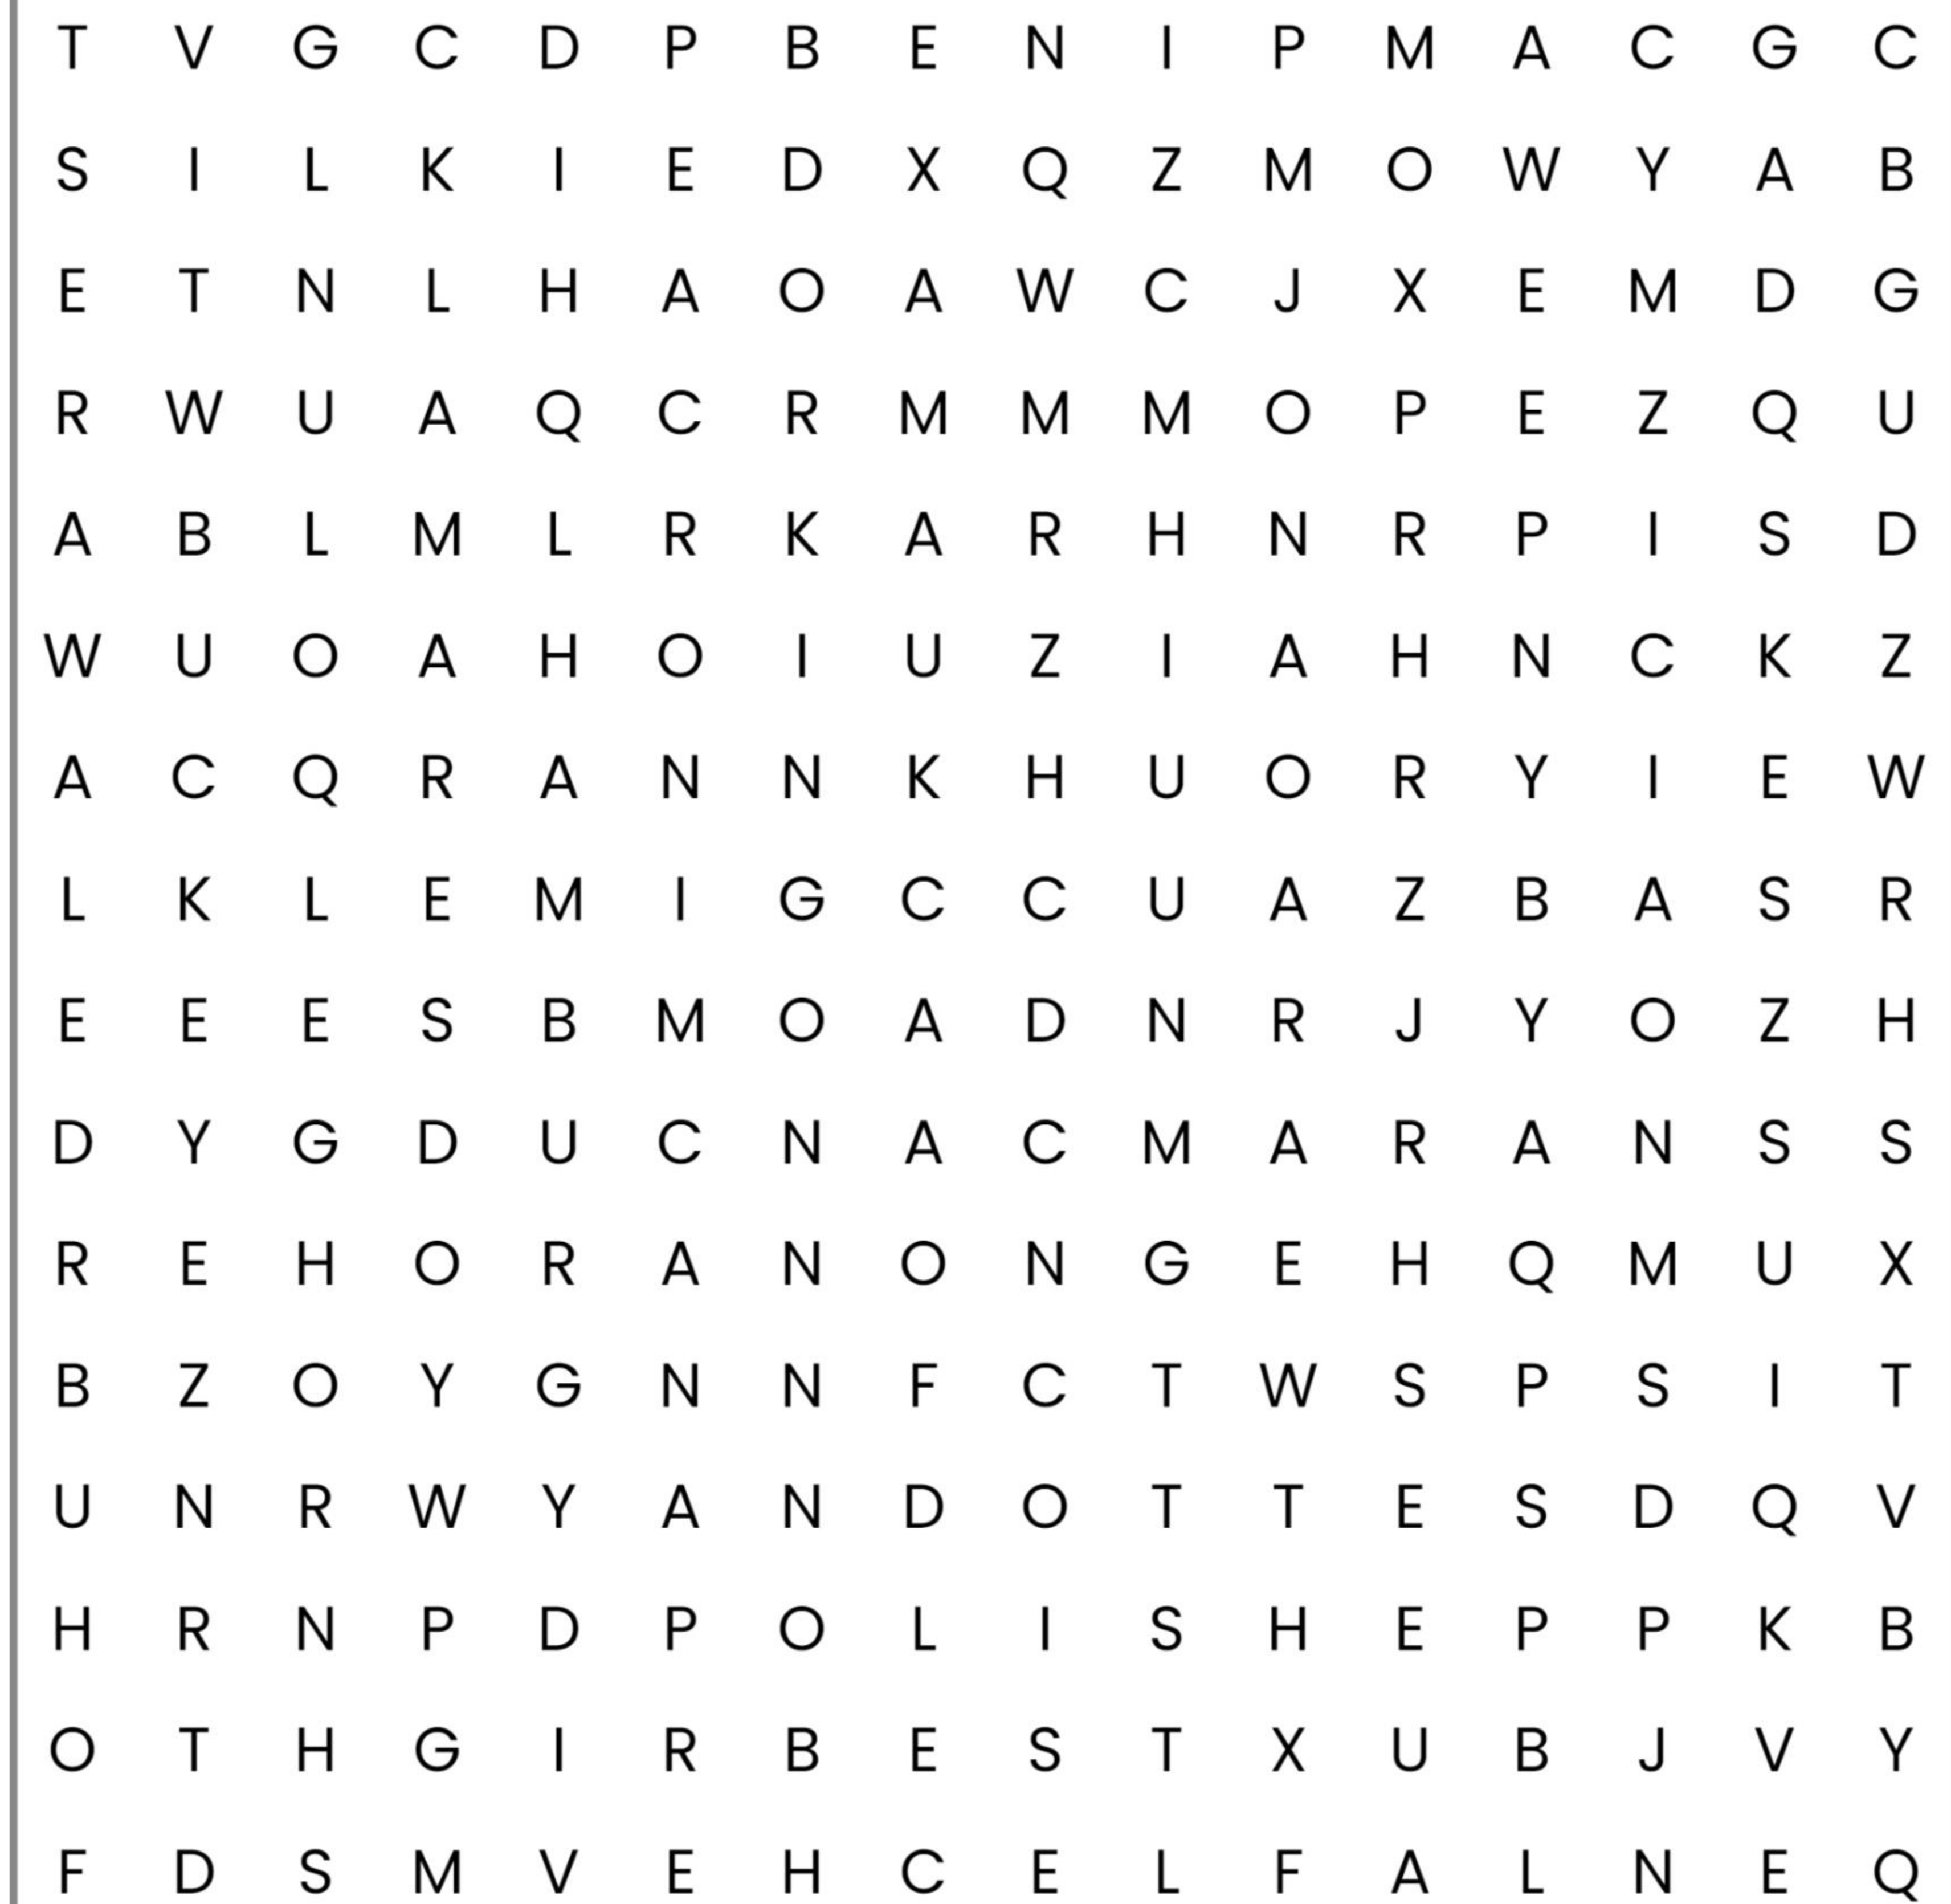 T V G C D P B E N I P M A C G C
S I L K I E D X Q Z M O W Y A B
E T N L H A O A W C J X E M D G
R W U A Q C R M M M O P E Z Q U
A B L M L R K A R H N R P I S D
W U O A H O I U Z I A H N C K Z
A C Q R A N N K H U O R Y I E W
L K L E M I G C C U A Z B A S R
E E E S B M O A D N R J Y O Z H
D Y G D U C N A C M A R A N S S
R E H O R A N O N G E H Q M U X
B Z O Y G N N F C T W S P S I T
U N R W Y A N D O T T E S D Q V
H R N P D P O L I S H E P P K B
O T H G I R B E S T X U B J V Y
F D S M V E H C E L F A L N E Q